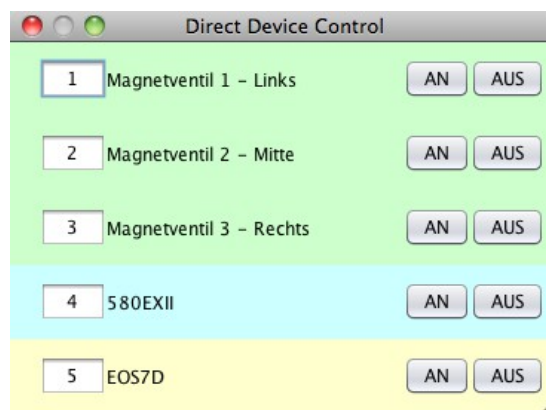 Direct Device Control
1 Magnetventil 1 – Links AN AUS
2 Magnetventil 2 – Mitte AN AUS
3 Magnetventil 3 – Rechts AN AUS
4 580EXII AN AUS
5 EOS7D AN AUS